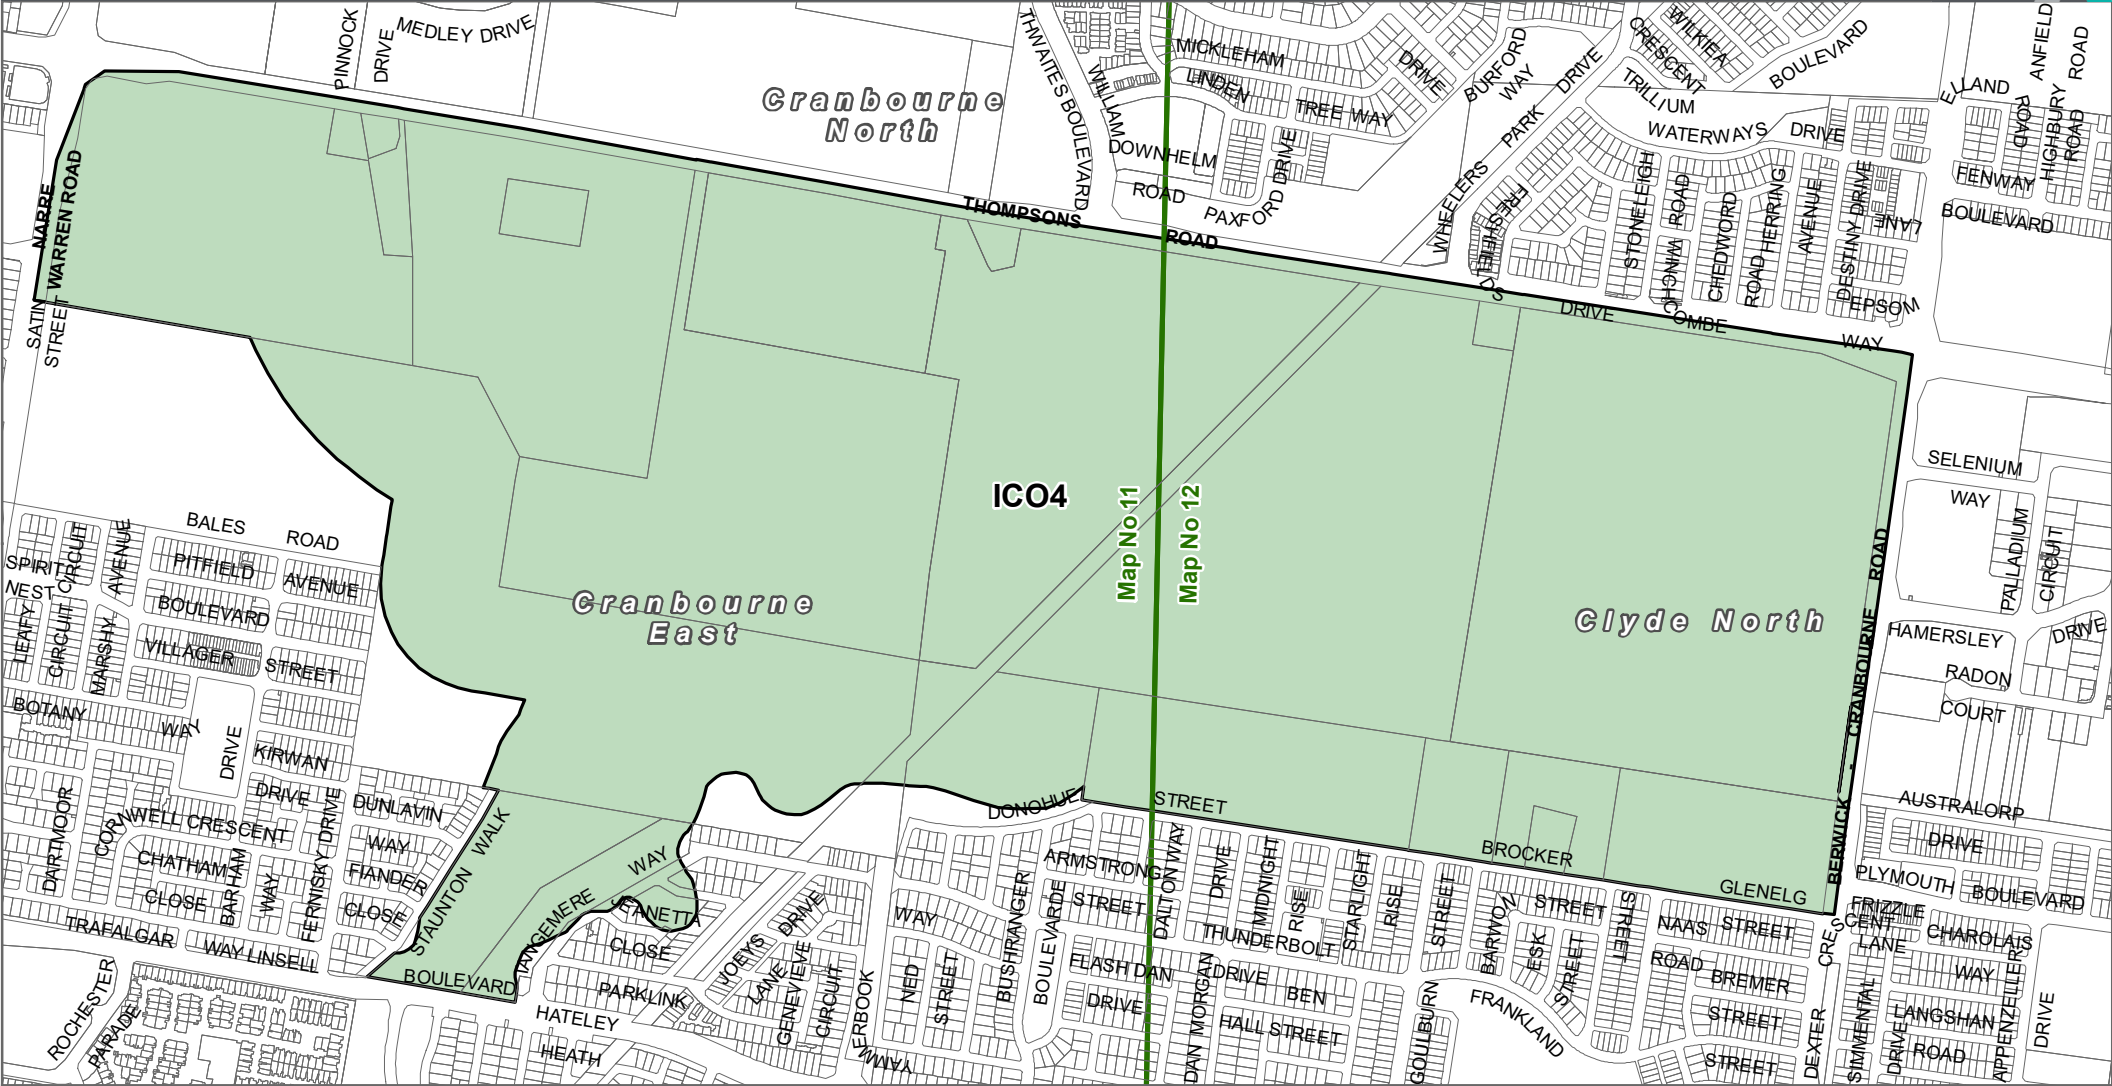 PINNOCK
DRIVE
MEDLEY DRIVE
Cranbourne
North
THWAITES BOULEVARD
WILLIAM
MICKLEHAM
LINDEN
TREE WAY
DRIVE
BURFORD
WAY
DOWNHELM
ROAD
PAXFORD DRIVE
WHEELERS
PARK
DRIVE
CRESCENT
WILKIEA
BOULEVARD
TRILLIUM
WATERWAYS
DRIVE
ELLAND
ROAD
ANFIELD
ROAD
HIGHBURY
ROAD
FENWAY
BOULEVARD
LANE
FRESHFIELDS
DRIVE
STONELEIGH
HONIWICH
ROAD
COMBE
CHEDWORD
ROAD
HERRING
AVENUE
DESTINY DRIVE
EPSOM
WAY
NARRE
WARREN ROAD
SATIN
STREET
THOMPSONS
ROAD
ICO4
Map No 11
Map No 12
Cranbourne
East
Clyde North
SELENIUM
WAY
PALLADIUM
CIRCUIT
HAMERSLEY
DRIVE
RADON
COURT
BERWICK - CRANBOURNE ROAD
AUSTRALORP
DRIVE
PLYMOUTH
BOULEVARD
FRIZZLE
LANE
CRESCENT
CHAROLAIS
WAY
LANGSHAN
ROAD
APPENZELLER
DRIVE
SIMMENTAL
DRIVE
DEXTER
BALES
ROAD
SPIRIT
NEST
CIRCUIT
AVENUE
PITFIELD
AVENUE
LEAFY
CIRCUIT
MARSHY
BOULEVARD
VILLAGER
STREET
BOTANY
WAY
DRIVE
KIRWAN
DRIVE
DARTMOOR
CORNWELL CRESCENT
CHATHAM
CLOSE
BARHAM
WAY
FERNSKY DRIVE
DUNLAVIN
WAY
FIANDER
CLOSE
STAUNTON WALK
TRAFALGAR
WAY
LINSELL
BOULEVARD
ROCHESTER
PARADE
TANGEMERE
WAY
JEANETTA
CLOSE
PARKLINK
HATELEY
HEATH
JOEYS
LANE
DRIVE
GENEVIEVE
CIRCUIT
YAMMERBOOK
WAY
NED
STREET
BUSHRANGER
BOULEVARDE
DONOHUE
STREET
ARMSTRONG
STREET
FLASH DAN
DRIVE
DALTON WAY
DAN MORGAN
DRIVE
DRIVE
MIDNIGHT
RISE
THUNDERBOLT
BEN
HALL STREET
STARLIGHT
RISE
STREET
GOULBURN
BROCKER
STREET
BARWON
ESK
STREET
STREET
FRANKLAND
GLENELG
STREET
NAAS
ROAD
BREMER
STREET
STREET